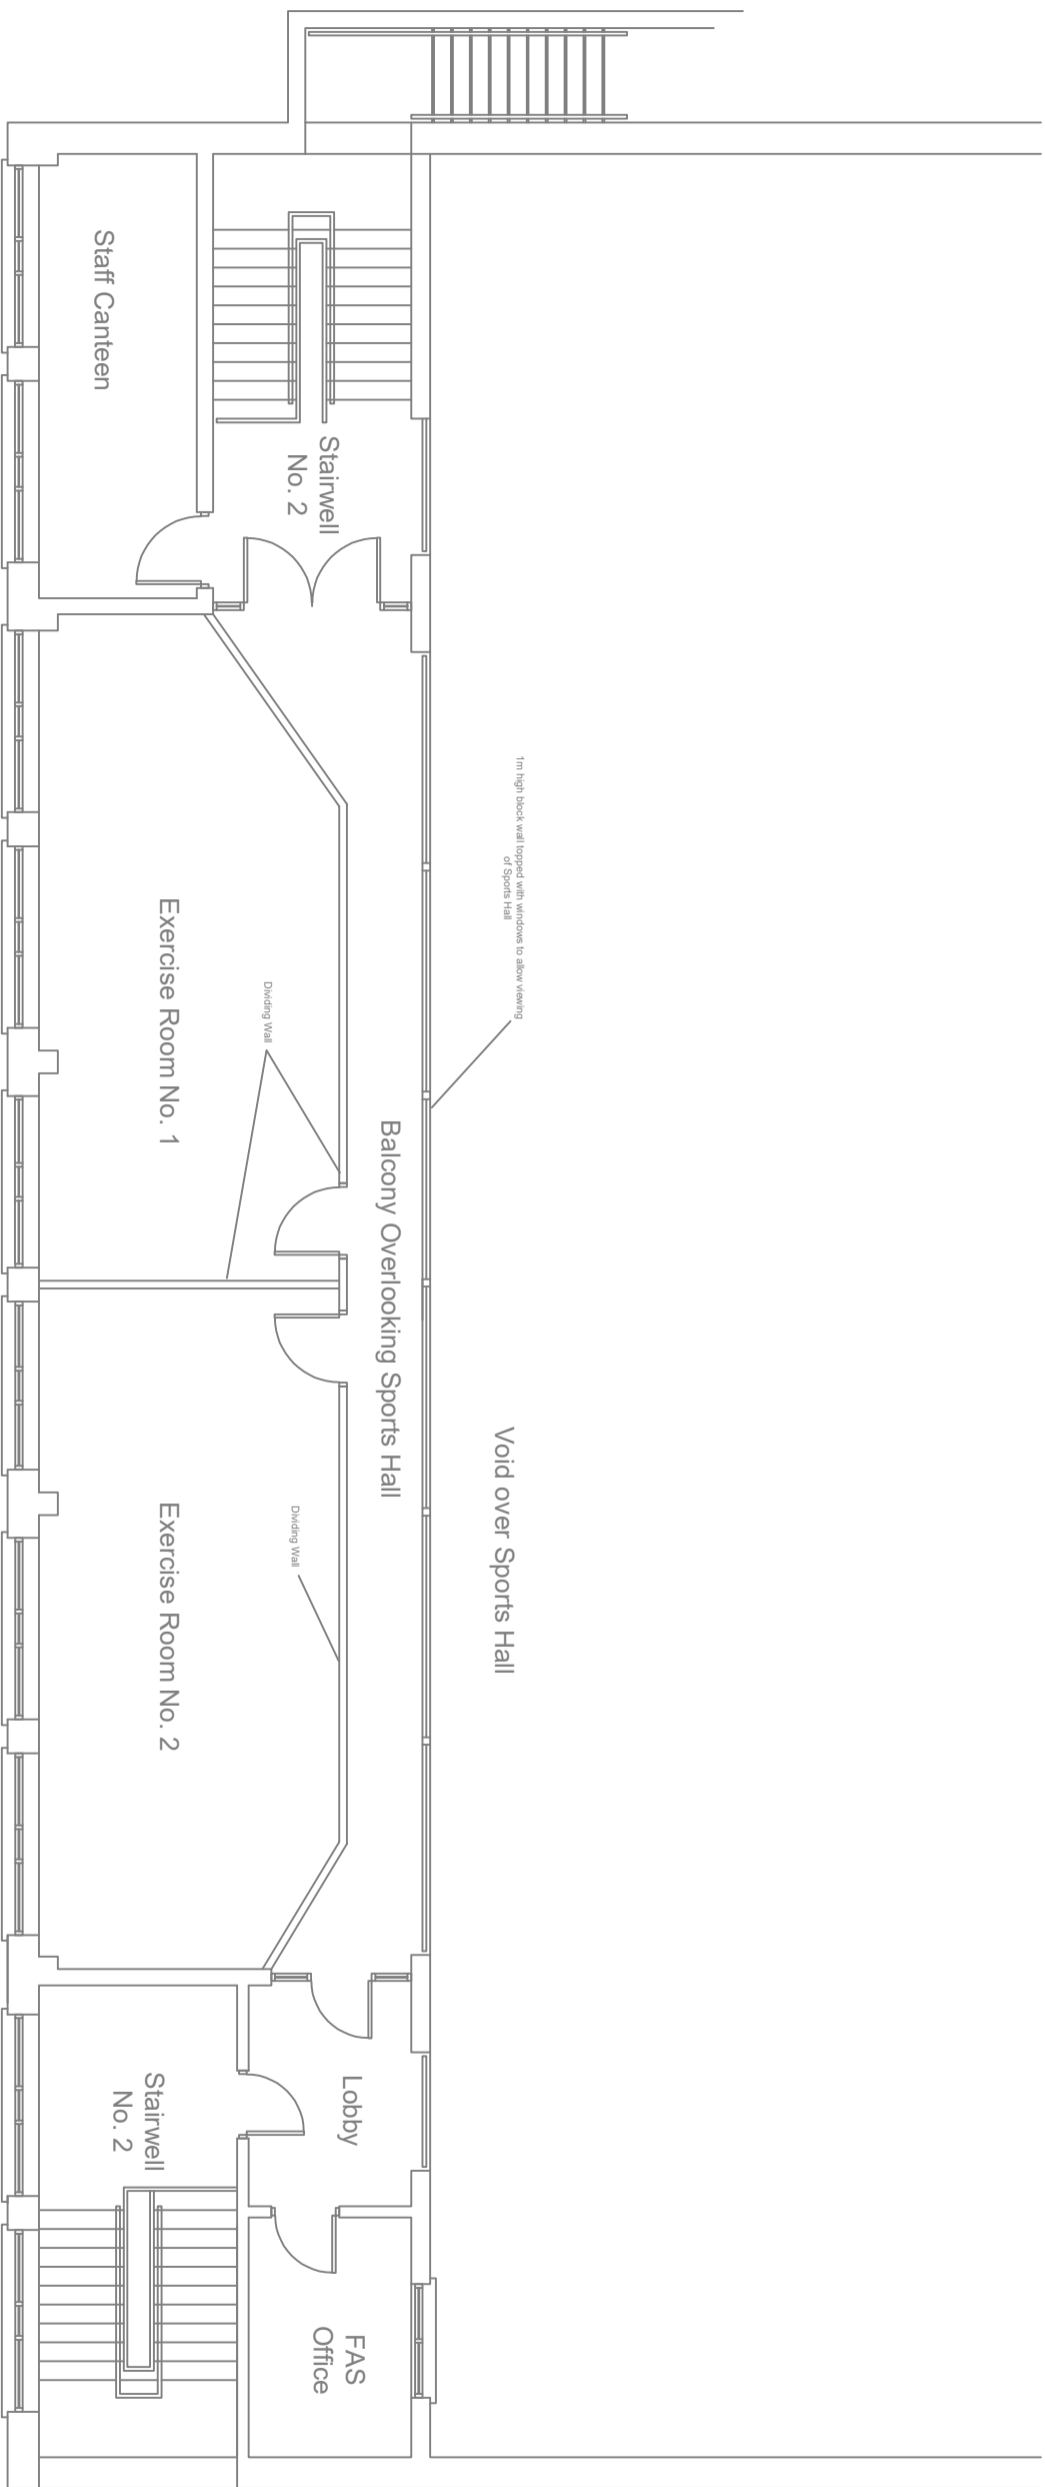 Staff Canteen
Stairwell
No. 2
1m high block wall topped with windows to allow viewing
of Sports Hall
Exercise Room No. 1
Dividing Wall
Balcony Overlooking Sports Hall
Void over Sports Hall
Exercise Room No. 2
Dividing Wall
Stairwell
No. 2
Lobby
FAS
Office